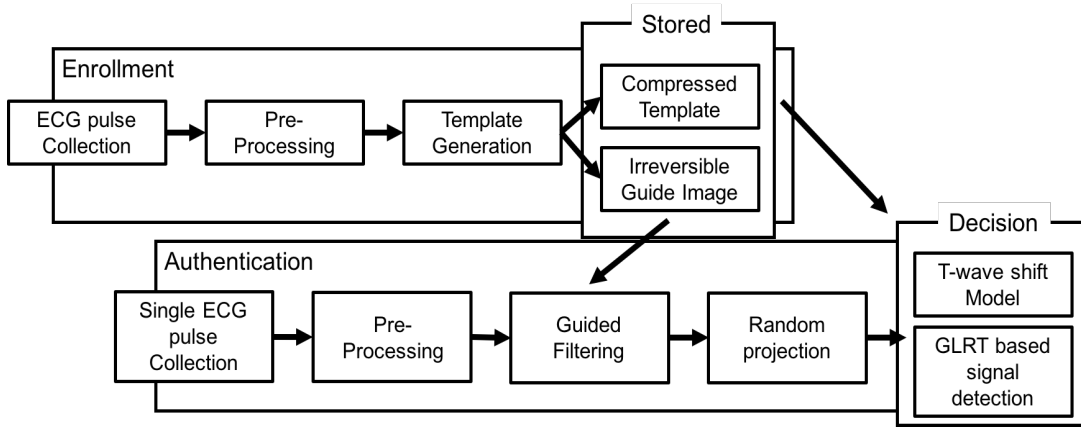 Stored
Enrollment
Compressed
Template
ECG pulse
Collection
Pre-
Processing
Template
Generation
Irreversible
Guide Image
Decision
Authentication
T-wave shift
Model
Single ECG
pulse
Collection
Pre-
Processing
Guided
Filtering
Random
projection
GLRT based
signal
detection